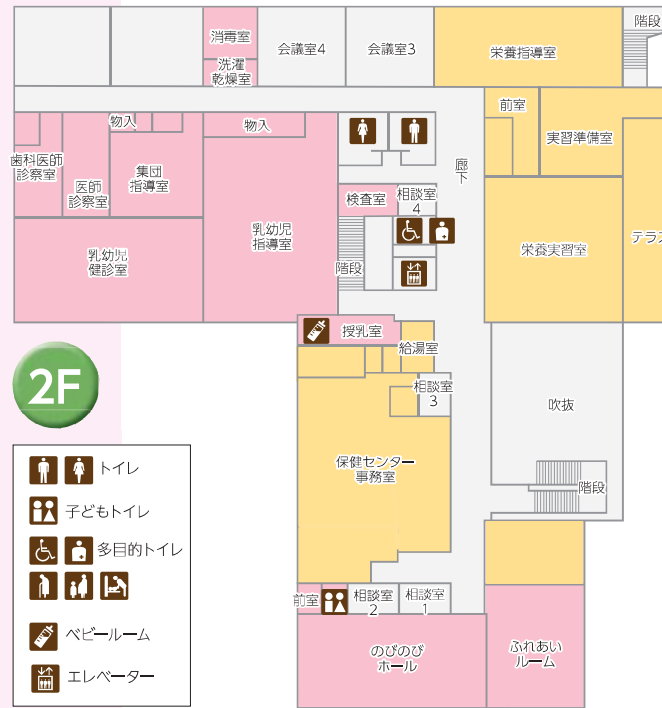 消毒室
会議室4
会議室3
栄養指導室
階段
洗濯
乾燥室
前室
実習準備室
物入
物入
廊下
歯科医師
診察室
医師
診察室
集団
指導室
検査室
相談室
4
乳幼児
指導室
栄養実習室
テラス
乳幼児
健診室
階段
授乳室
給湯室
2F
相談室
3
吹抜
保健センター
事務室
階段
トイレ
子どもトイレ
多目的トイレ
ベビールーム
エレベーター
前室
相談室
2
相談室
1
のびのび
ホール
ふれあい
ルーム